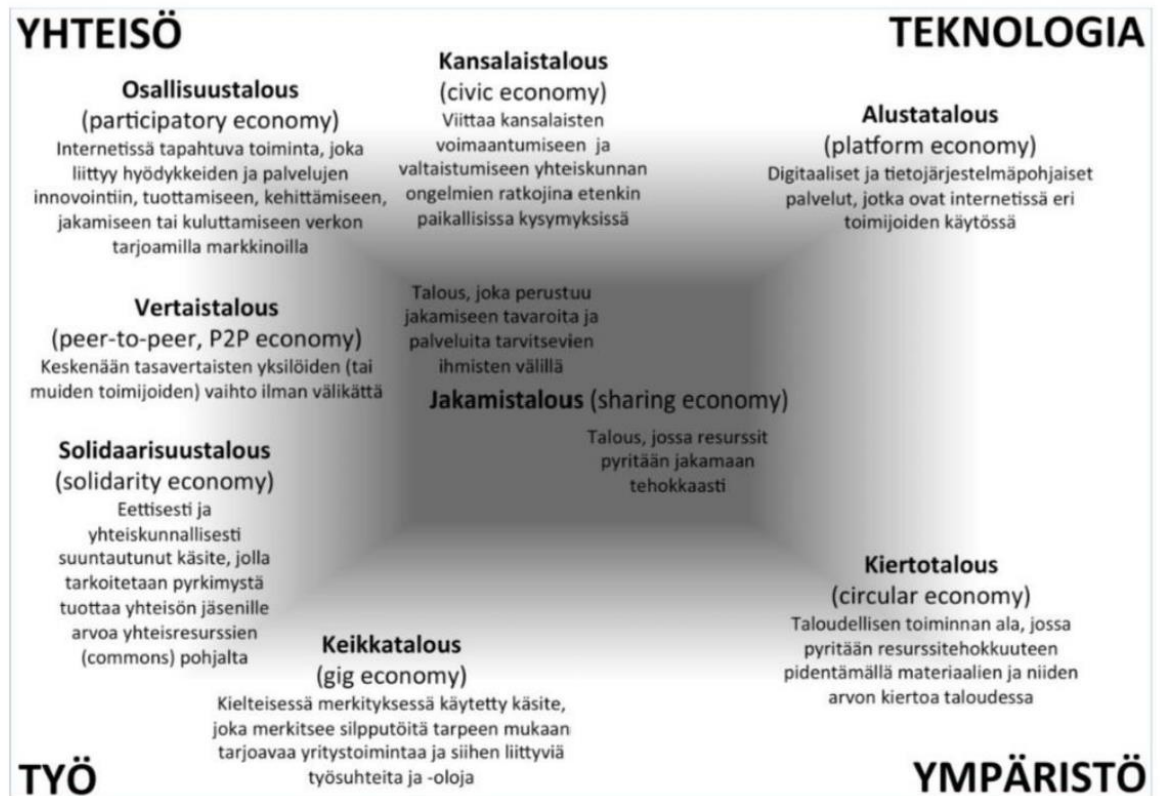 YHTEISÖ
TEKNOLOGIA
Osallisuustalous
(participatory economy)
Internetissä tapahtuva toiminta, joka
liittyy hyödykkeiden ja palvelujen
innovointiin, tuottamiseen, kehittämiseen,
jakamiseen tai kuluttamiseen verkon
tarjoamilla markkinoilla
Kansalaistalous
(civic economy)
Viittaa kansalaisten
voimaantumiseen ja
valtaistumiseen yhteiskunnan
ongelmien ratkojina etenkin
paikallisissa kysymyksissä
Alustatalous
(platform economy)
Digitaaliset ja tietojärjestelmäpohjaiset
palvelut, jotka ovat internetissä eri
toimijoiden käytössä
Vertaistalous
(peer-to-peer, P2P economy)
Keskenään tasavertaisten yksilöiden (tai
muiden toimijoiden) vaihto ilman välikättä
Talous, joka perustuu
jakamiseen tavaroita ja
palveluita tarvitsevien
ihmisten välillä
Jakamistalous (sharing economy)
Talous, jossa resurssit
pyritään jakamaan
tehokkaasti
Solidaarisuustalous
(solidarity economy)
Eettisesti ja
yhteiskunnallisesti
suuntautunut käsite, jolla
tarkoitetaan pyrkimystä
tuottaa yhteisön jäsenille
arvoa yhteisresurssien
(commons) pohjalta
Keikkatalous
(gig economy)
Kielteisessä merkityksessä käytetty käsite,
joka merkitsee silpputöitä tarpeen mukaan
tarjoavaa yritystoimintaa ja siihen liittyviä
työsuhteita ja -oloja
Kiertotalous
(circular economy)
Taloudellisen toiminnan ala, jossa
pyritään resurssitehokkuuteen
pidentämällä materiaalien ja niiden
arvon kiertoa taloudessa
TYÖ
YMPÄRISTÖ